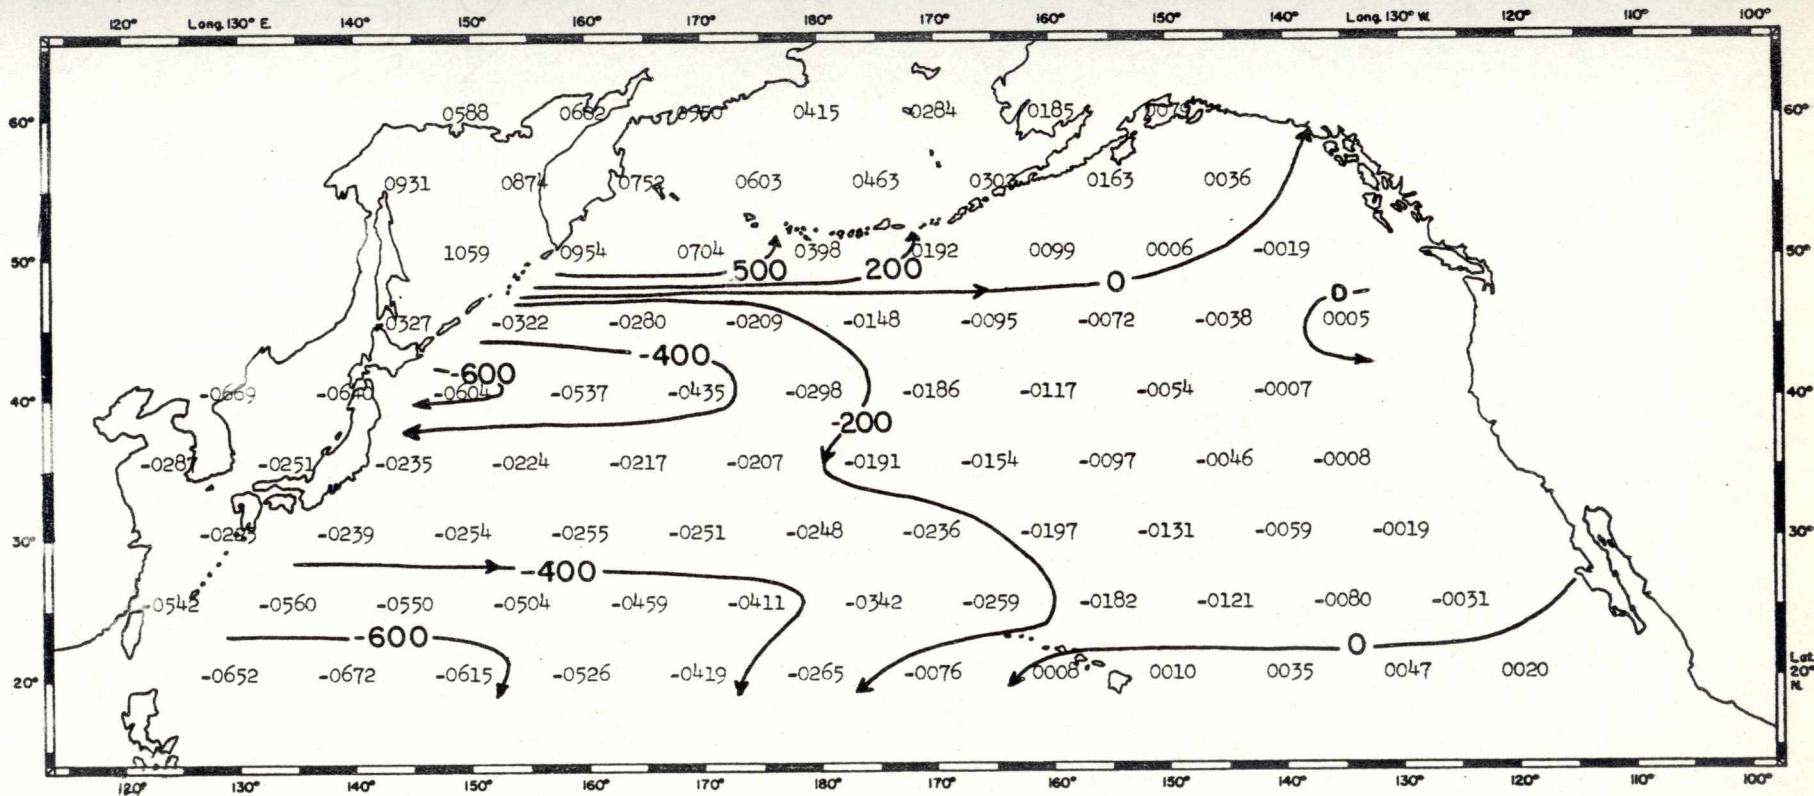 120° Long. 130° E. 140° 150° 160° 170° 180° 170° 160° 150° 140° Long. 130° W. 120° 110° 100°
60° 0588 0415 0284 0185 0079 60°
0931 0874 0752 0603 0463 0302 0163 0036
50° 1059 0954 0704 0398 0192 0099 0006 -0019 50°
500 200 0 0
0327 -0322 -0280 -0209 -0148 -0095 -0072 -0038 0005
-400
-600
40° -0669 -0640 -0604 -0537 -0435 -0298 -0186 -0117 -0054 -0007 40°
-200
-0287 -0251 -0235 -0224 -0217 -0207 -0191 -0154 -0097 -0046 -0008
30° -0239 -0254 -0255 -0251 -0248 -0236 -0197 -0131 -0059 -0019 30°
-400
-0542 -0560 -0550 -0504 -0459 -0411 -0342 -0259 -0182 -0121 -0080 -0031
-600 0
20° -0652 -0672 -0615 -0526 -0419 -0265 -0076 0008 0010 0035 0047 0020 Lat. 20° N.
120° 130° 140° 150° 160° 170° 180° 170° 160° 150° 140° 130° 120° 110° 100°